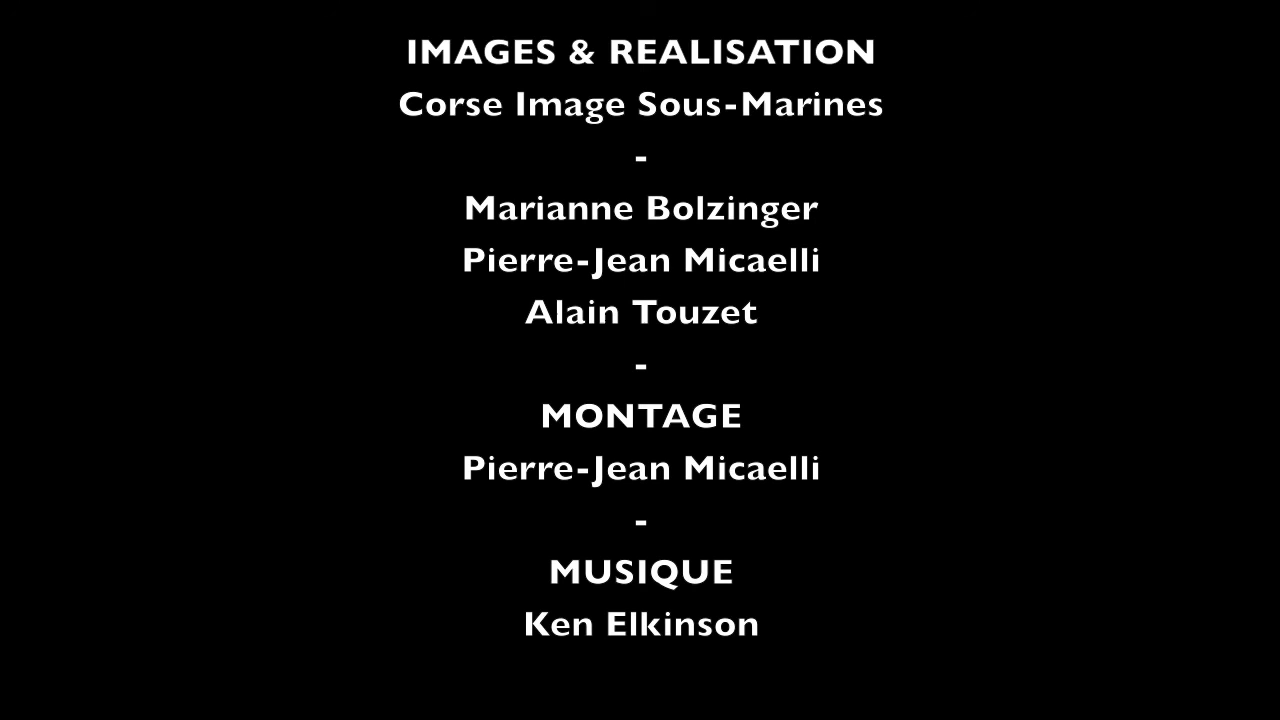 IMAGES & REALISATION
Corse Image Sous-Marines
-
Marianne Bolzinger
Pierre-Jean Micaelli
Alain Touzet
-
MONTAGE
Pierre-Jean Micaelli
-
MUSIQUE
Ken Elkinson